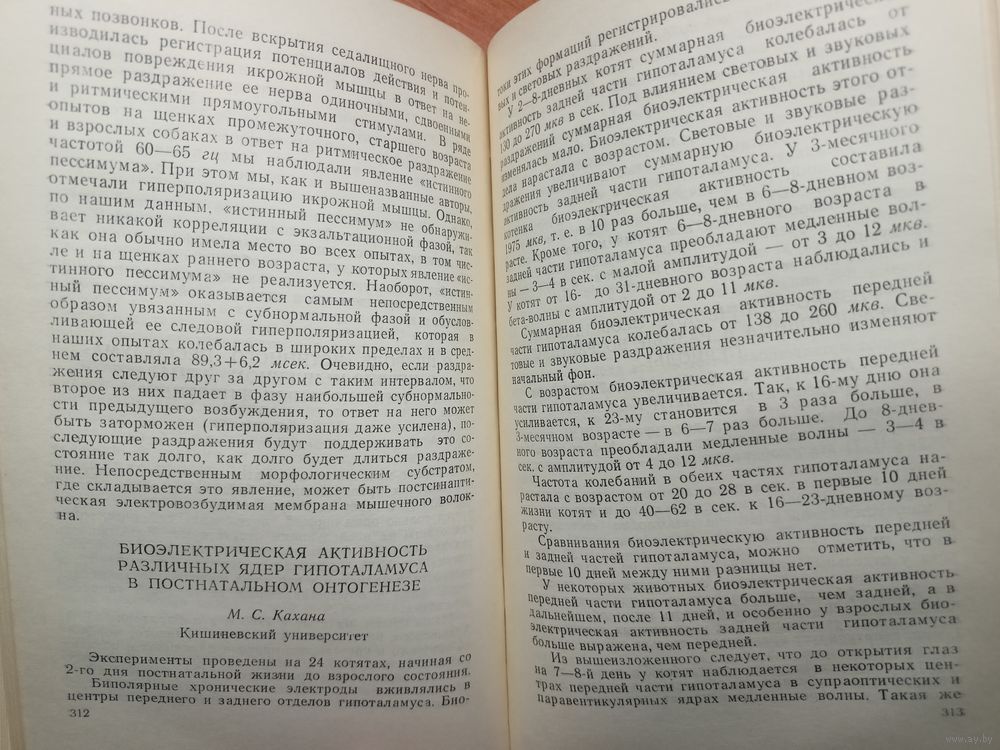 ных позвонков. После вскрытия седалищного нерва про-
изводилась регистрация потенциалов действия и потен-
циалов повреждения икрожной мышцы в ответ на не-
прямое раздражение ее нерва одиночными, сдвоенными
и ритмическими прямоугольными стимулами. В ряде
опытов на щенках промежуточного, старшего возраста
и взрослых собаках в ответ на ритмическое раздражение
частотой 60—65 гц мы наблюдали явление «истинного
пессимума». При этом мы, как и вышеназванные авторы,
отмечали гиперполяризацию икрожной мышцы. Однако,
по нашим данным, «истинный пессимум» не обнаружи-
вает никакой корреляции с экзальтационной фазой, так
как она обычно имела место во всех опытах, в том чис-
ле и на щенках раннего возраста, у которых явление «ис-
тинного пессимума» не реализуется. Наоборот, «истин-
ный пессимум» оказывается самым непосредственным
образом увязанным с субнормальной фазой и обуслов-
ливающей ее следовой гиперполяризацией, которая в
наших опытах колебалась в широких пределах и в сред-
нем составляла 89,3+6,2 мсек. Очевидно, если раздра-
жения следуют друг за другом с таким интервалом, что
второе из них падает в фазу наибольшей субнормально-
сти предыдущего возбуждения, то ответ на него может
быть заторможен (гиперполяризация даже усилена), по-
следующие раздражения будут поддерживать это со-
стояние так долго, как долго будет длиться раздраже-
ние. Непосредственным морфологическим субстратом,
где складывается это явление, может быть постсинапти-
ческая электровозбудимая мембрана мышечного волок-
на.
БИОЭЛЕКТРИЧЕСКАЯ АКТИВНОСТЬ
РАЗЛИЧНЫХ ЯДЕР ГИПОТАЛАМУСА
В ПОСТНАТАЛЬНОМ ОНТОГЕНЕЗЕ
М. С. Кахана
Кишиневский университет
Эксперименты проведены на 24 котятах, начиная со
2-го дня постнатальной жизни до взрослого состояния.
Биполярные хронические электроды вживлялись в
центры переднего и заднего отделов гипоталамуса. Био-
312
токи этих формаций регистрировались
вых и световых раздражений.
У 2—8-дневных котят суммарная биоэлектрическая
активность задней части гипоталамуса колебалась от
130 до 270 мкв в сек. Под влиянием световых и звуковых
раздражений суммарная биоэлектрическая активность
изменялась мало. Биоэлектрическая активность этого от-
дела нарастала с возрастом. Световые и звуковые раз-
дражения увеличивают суммарную биоэлектрическую
активность задней части гипоталамуса. У 3-месячного
котенка биоэлектрическая активность составила
1975 мкв, т. е. в 10 раз больше, чем в 6—8-дневном воз-
расте. Кроме того, у котят 6—8-дневного возраста в
задней части гипоталамуса преобладают медленные вол-
ны — 3—4 в сек. с малой амплитудой — от 3 до 12 мкв.
У котят от 16- до 31-дневного возраста наблюдались и
бета-волны с амплитудой от 2 до 11 мкв.
Суммарная биоэлектрическая активность передней
части гипоталамуса колебалась от 138 до 260 мкв. Све-
товые и звуковые раздражения незначительно изменяют
начальный фон.
С возрастом биоэлектрическая активность передней
части гипоталамуса увеличивается. Так, к 16-му дню она
усиливается, к 23-му становится в 3 раза больше, в
3-месячном возрасте — в 6—7 раз больше. До 8-днев-
ного возраста преобладали медленные волны — 3—4 в
сек. с амплитудой от 4 до 12 мкв.
Частота колебаний в обеих частях гипоталамуса на-
растала с возрастом от 20 до 28 в сек. в первые 10 дней
жизни котят и до 40—62 в сек. к 16—23-дневному воз-
расту.
Сравнивания биоэлектрическую активность передней
и задней частей гипоталамуса, можно отметить, что в
первые 10 дней между ними разницы нет.
У некоторых животных биоэлектрическая активность
передней части гипоталамуса больше, чем задней, а в
дальнейшем, после 11 дней, и особенно у взрослых био-
электрическая активность задней части гипоталамуса
больше выражена, чем передней.
Из вышеизложенного следует, что до открытия глаз
на 7—8-й день у котят наблюдается в некоторых цен-
трах передней части гипоталамуса в супраоптических и
паравентикулярных ядрах медленные волны. Такая же
313
www.ay.by